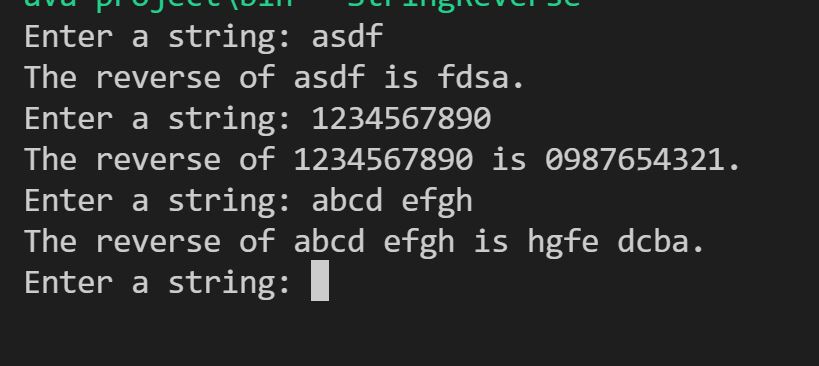 ava project\bin' 'StringReverse'
Enter a string: asdf
The reverse of asdf is fdsa.
Enter a string: 1234567890
The reverse of 1234567890 is 0987654321.
Enter a string: abcd efgh
The reverse of abcd efgh is hgfe dcba.
Enter a string: